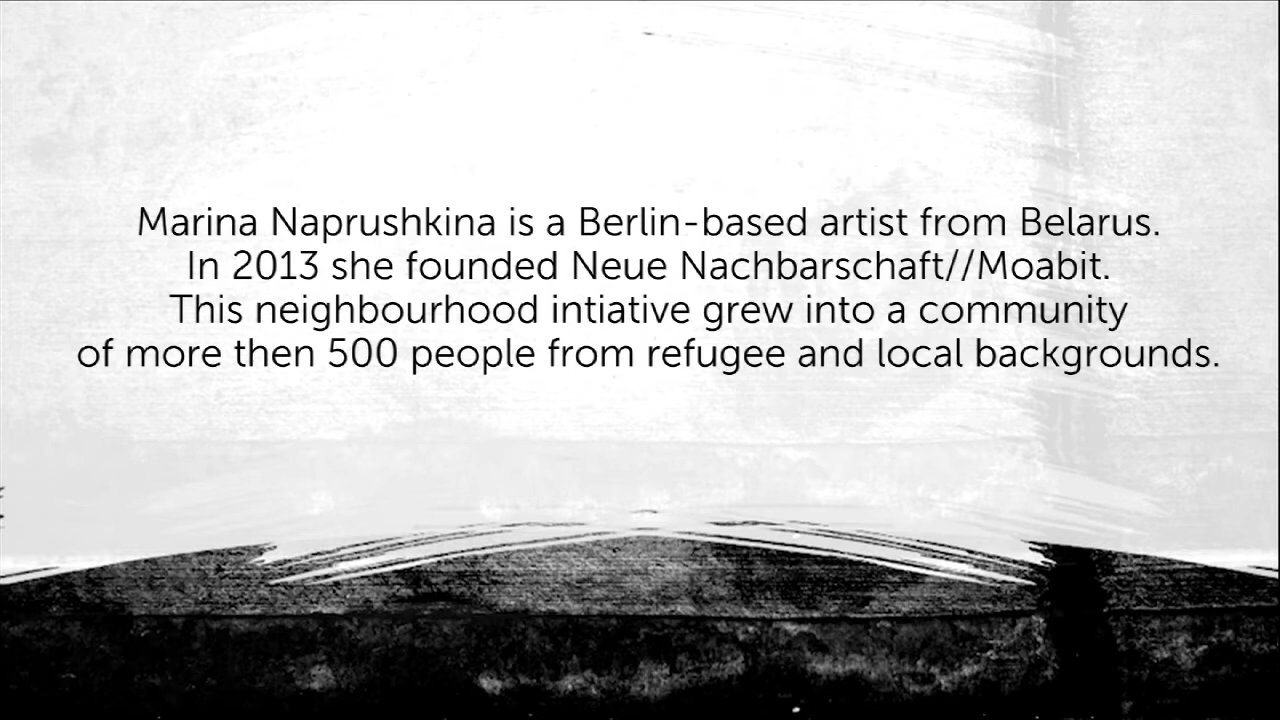 Marina Naprushkina is a Berlin-based artist from Belarus.
In 2013 she founded Neue Nachbarschaft//Moabit.
This neighbourhood intiative grew into a community
of more then 500 people from refugee and local backgrounds.